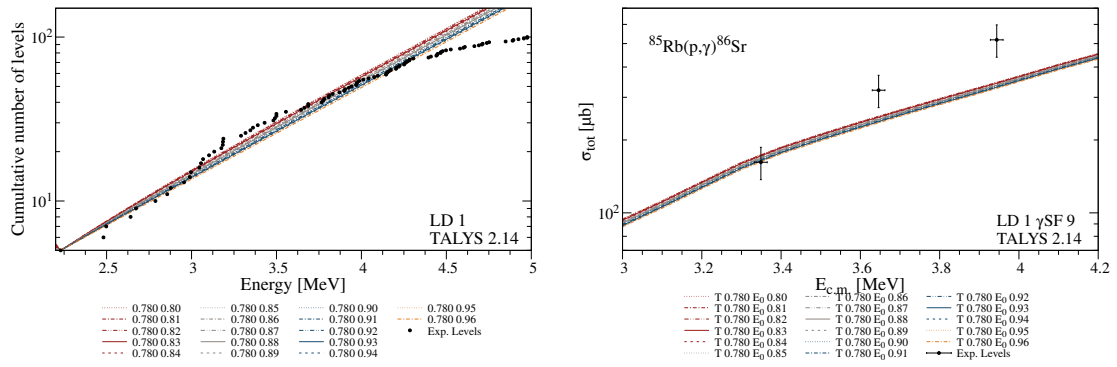 10²
10¹
Cumultative number of levels
LD 1
TALYS 2.14
2.5 3 3.5 4 4.5 5
Energy [MeV]
0.780 0.80 0.780 0.85 0.780 0.90 0.780 0.95
0.780 0.81 0.780 0.86 0.780 0.91 0.780 0.96
0.780 0.82 0.780 0.87 0.780 0.92 Exp. Levels
0.780 0.83 0.780 0.88 0.780 0.93
0.780 0.84 0.780 0.89 0.780 0.94
⁸⁵Rb(p,γ)⁸⁶Sr
σtot [μb]
10²
LD 1 γSF 9
TALYS 2.14
3 3.2 3.4 3.6 3.8 4 4.2
Ec.m. [MeV]
T 0.780 E₀ 0.80 T 0.780 E₀ 0.86 T 0.780 E₀ 0.92
T 0.780 E₀ 0.81 T 0.780 E₀ 0.87 T 0.780 E₀ 0.93
T 0.780 E₀ 0.82 T 0.780 E₀ 0.88 T 0.780 E₀ 0.94
T 0.780 E₀ 0.83 T 0.780 E₀ 0.89 T 0.780 E₀ 0.95
T 0.780 E₀ 0.84 T 0.780 E₀ 0.90 T 0.780 E₀ 0.96
T 0.780 E₀ 0.85 T 0.780 E₀ 0.91 Exp. Levels